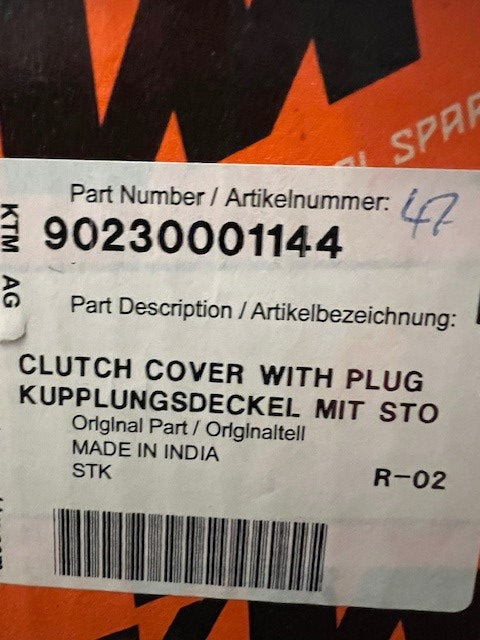 SPAR
Part Number / Artikelnummer: 47
90230001144
KTM AG
Part Description / Artikelbezeichnung:
CLUTCH COVER WITH PLUG
KUPPLUNGSDECKEL MIT STO
Original Part / Originalteil
MADE IN INDIA
STK
R-02